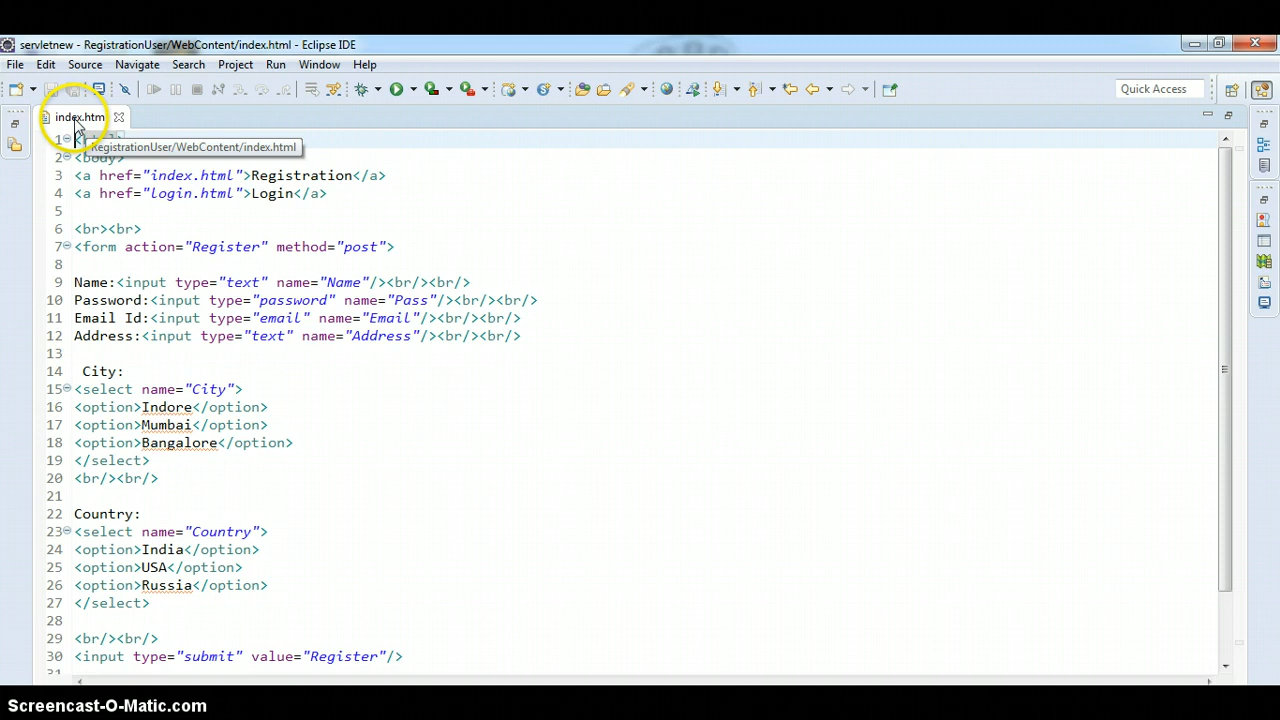 servletnew - RegistrationUser/WebContent/index.html - Eclipse IDE
File Edit Source Navigate Search Project Run Window Help
Quick Access
index.htm
RegistrationUser/WebContent/index.html
1
2 <body>
3 <a href="index.html">Registration</a>
4 <a href="login.html">Login</a>
5
6 <br><br>
7 <form action="Register" method="post">
8
9 Name:<input type="text" name="Name"/><br/><br/>
10 Password:<input type="password" name="Pass"/><br/><br/>
11 Email Id:<input type="email" name="Email"/><br/><br/>
12 Address:<input type="text" name="Address"/><br/><br/>
13
14 City:
15 <select name="City">
16 <option>Indore</option>
17 <option>Mumbai</option>
18 <option>Bangalore</option>
19 </select>
20 <br/><br/>
21
22 Country:
23 <select name="Country">
24 <option>India</option>
25 <option>USA</option>
26 <option>Russia</option>
27 </select>
28
29 <br/><br/>
30 <input type="submit" value="Register"/>
31
Screencast-O-Matic.com